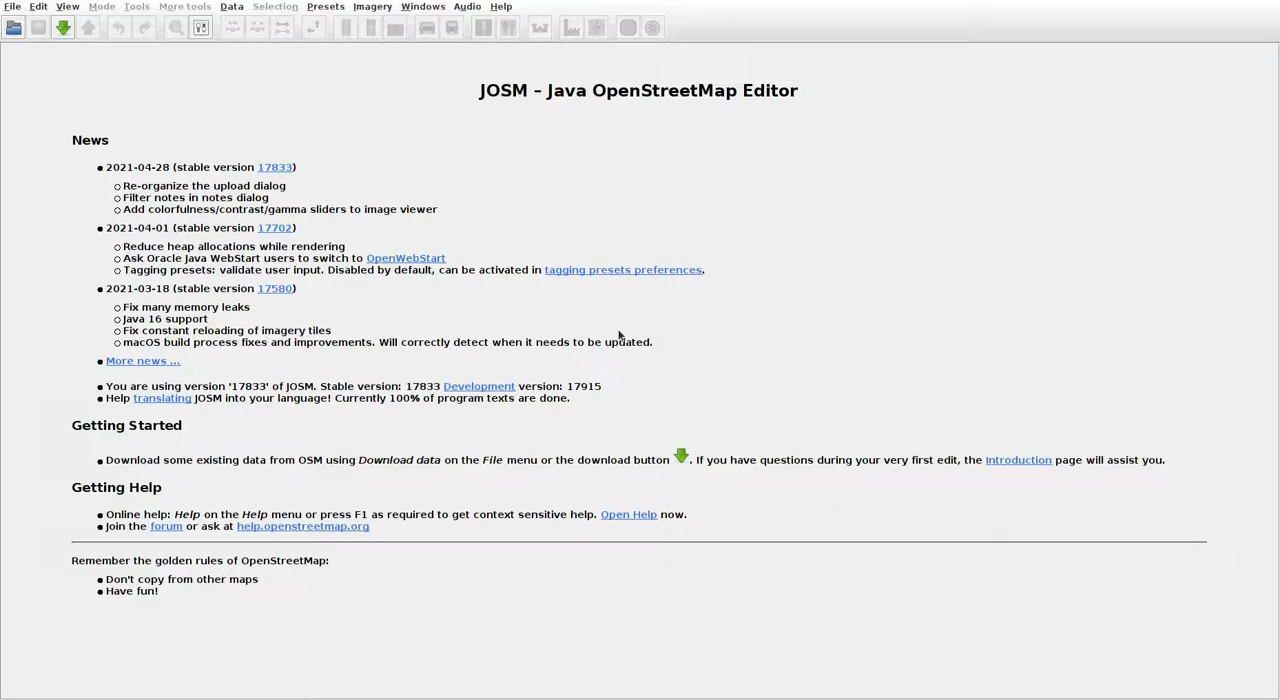 File Edit View Mode Tools More tools Data Selection Presets Imagery Windows Audio Help
JOSM – Java OpenStreetMap Editor
News
2021-04-28 (stable version 17833)
Re-organize the upload dialog
Filter notes in notes dialog
Add colorfulness/contrast/gamma sliders to image viewer
2021-04-01 (stable version 17702)
Reduce heap allocations while rendering
Ask Oracle Java WebStart users to switch to OpenWebStart
Tagging presets: validate user input. Disabled by default, can be activated in tagging presets preferences.
2021-03-18 (stable version 17580)
Fix many memory leaks
Java 16 support
Fix constant reloading of imagery tiles
macOS build process fixes and improvements. Will correctly detect when it needs to be updated.
More news ...
You are using version '17833' of JOSM. Stable version: 17833 Development version: 17915
Help translating JOSM into your language! Currently 100% of program texts are done.
Getting Started
Download some existing data from OSM using Download data on the File menu or the download button . If you have questions during your very first edit, the Introduction page will assist you.
Getting Help
Online help: Help on the Help menu or press F1 as required to get context sensitive help. Open Help now.
Join the forum or ask at help.openstreetmap.org
Remember the golden rules of OpenStreetMap:
Don't copy from other maps
Have fun!